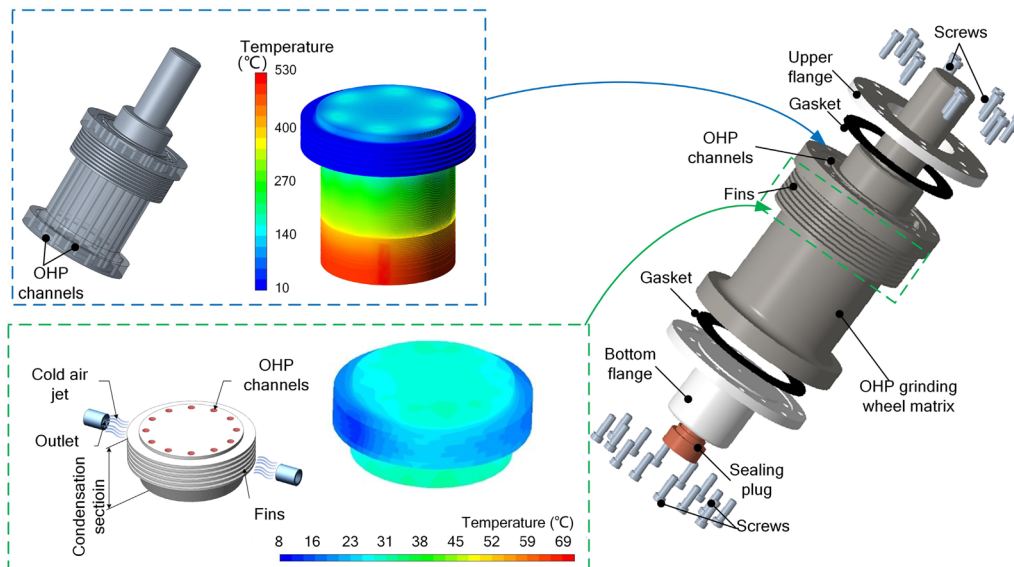 Temperature
(℃)
530
400
270
140
10
OHP
channels
Screws
Upper
flange
Gasket
OHP
channels
Fins
Gasket
Bottom
flange
OHP grinding
wheel matrix
Sealing
plug
Screws
Cold air
jet
OHP
channels
Outlet
Condensation
sectioin
Fins
Temperature (℃)
8 16 23 31 38 45 52 59 69